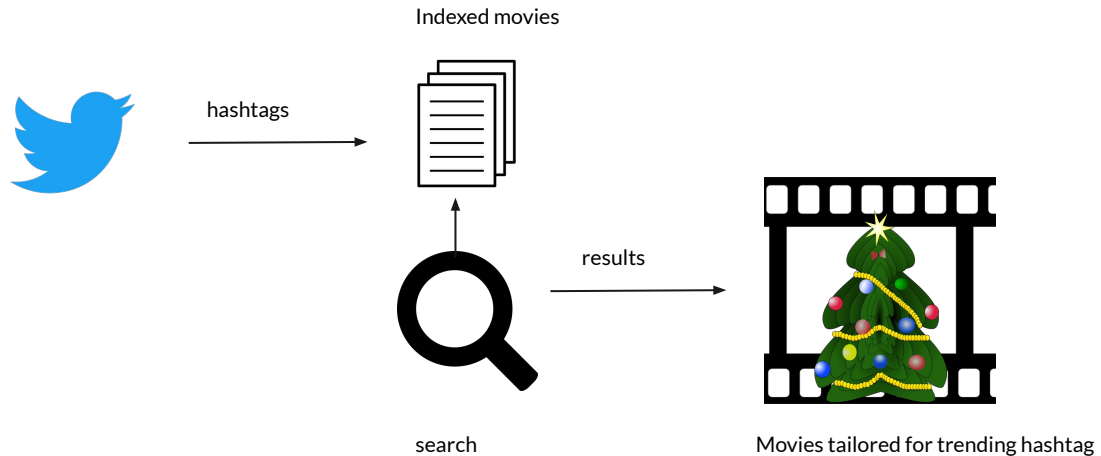 Indexed movies
hashtags
results
search
Movies tailored for trending hashtag